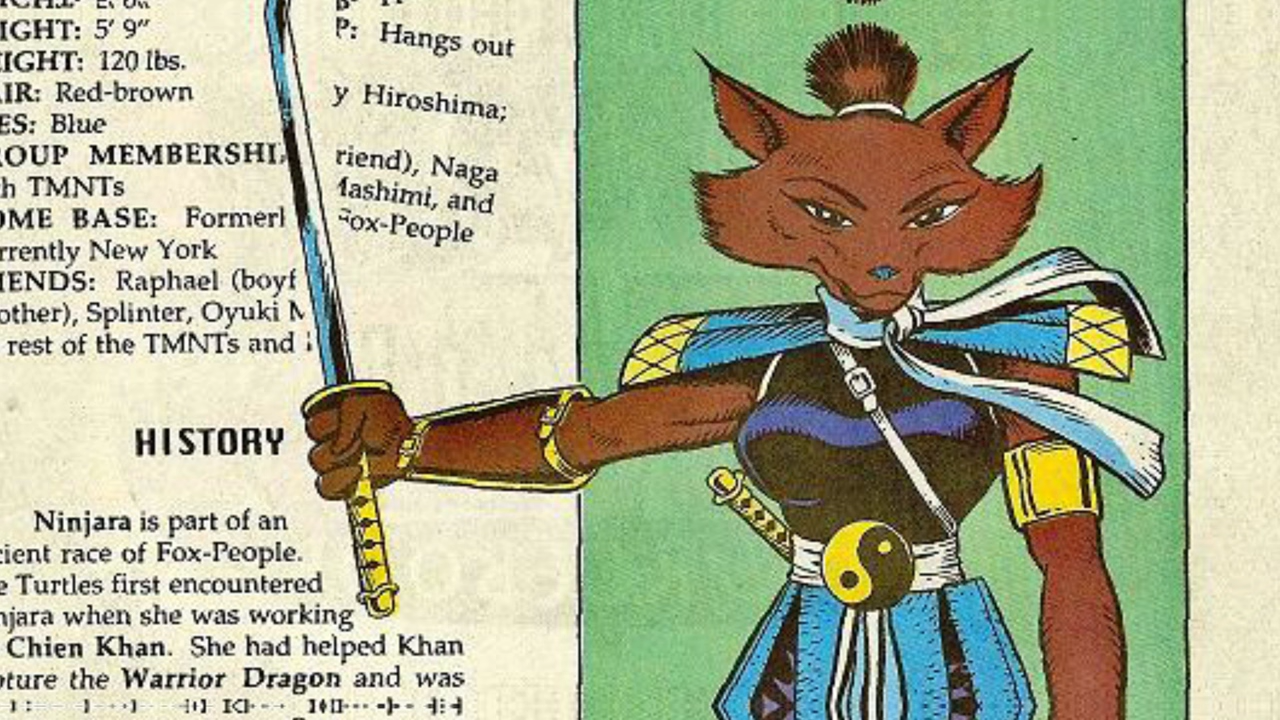 IGHT: 5' 9"
P: Hangs out
EIGHT: 120 lbs.
AIR: Red-brown
y Hiroshima;
ES: Blue
ROUP MEMBERSHI
riend), Naga
h TMNTs
Mashimi, and
OME BASE: Formerl
Fox-People
rrently New York
IENDS: Raphael (boyf
other), Splinter, Oyuki M
rest of the TMNTs and
HISTORY
Ninjara is part of an
cient race of Fox-People.
e Turtles first encountered
njara when she was working
Chien Khan. She had helped Khan
pture the Warrior Dragon and was